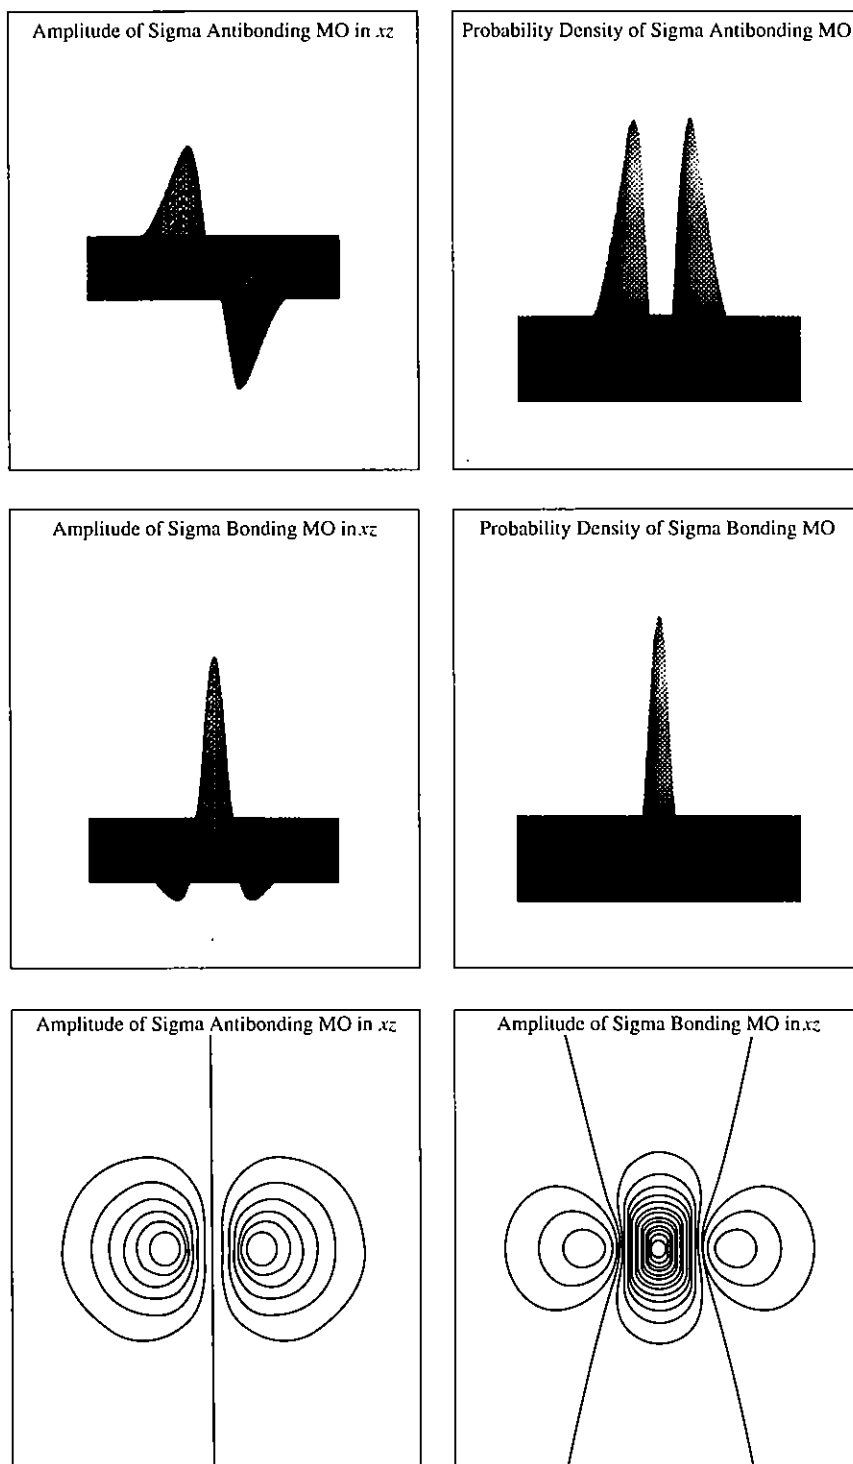 Amplitude of Sigma Antibonding MO in xz
Probability Density of Sigma Antibonding MO
Amplitude of Sigma Bonding MO in xz
Probability Density of Sigma Bonding MO
Amplitude of Sigma Antibonding MO in xz
Amplitude of Sigma Bonding MO in xz